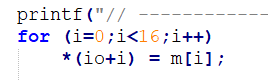 printf("// ------------
for (i=0;i<16;i++)
*(io+i) = m[i];